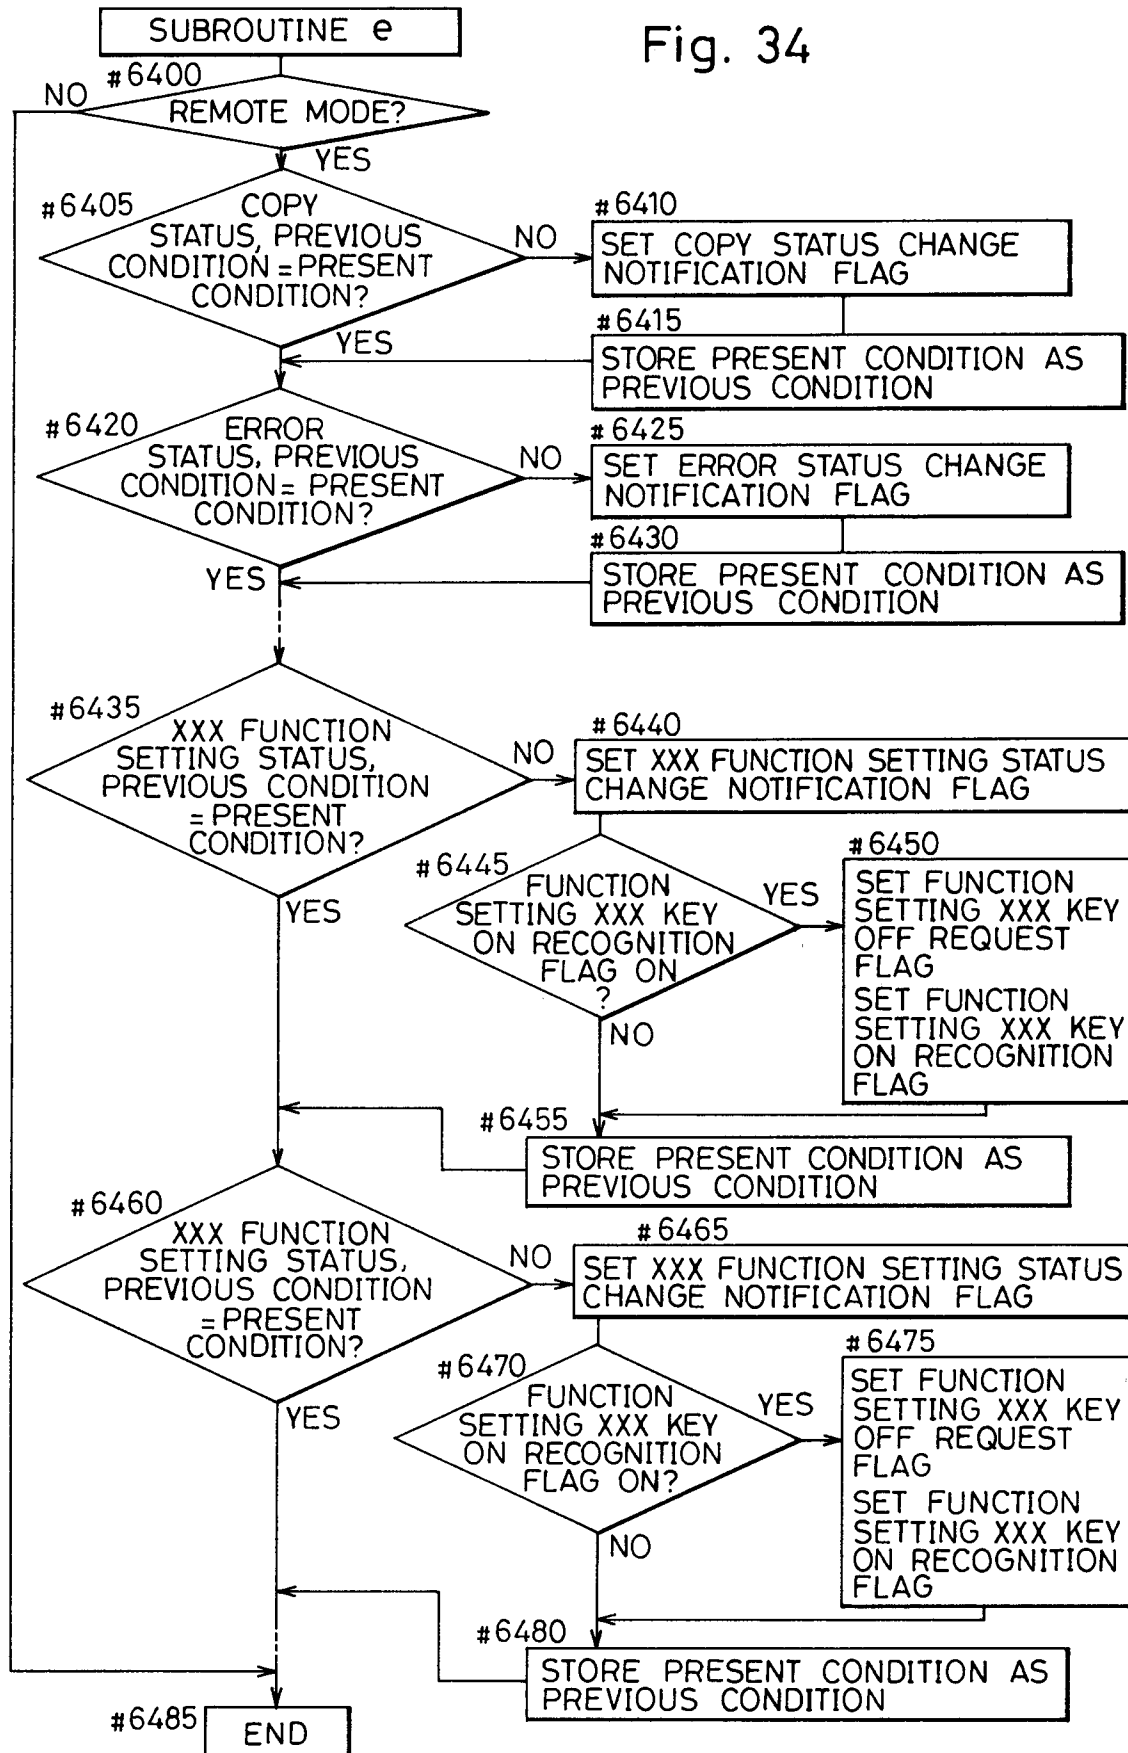 SUBROUTINE e
Fig. 34
#6400
NO
REMOTE MODE?
YES
#6405
COPY
STATUS, PREVIOUS
CONDITION = PRESENT
CONDITION?
NO
#6410
SET COPY STATUS CHANGE
NOTIFICATION FLAG
YES
#6415
STORE PRESENT CONDITION AS
PREVIOUS CONDITION
#6420
ERROR
STATUS, PREVIOUS
CONDITION = PRESENT
CONDITION?
NO
#6425
SET ERROR STATUS CHANGE
NOTIFICATION FLAG
YES
#6430
STORE PRESENT CONDITION AS
PREVIOUS CONDITION
#6435
XXX FUNCTION
SETTING STATUS,
PREVIOUS CONDITION
= PRESENT
CONDITION?
NO
#6440
SET XXX FUNCTION SETTING STATUS
CHANGE NOTIFICATION FLAG
YES
#6445
FUNCTION
SETTING XXX KEY
ON RECOGNITION
FLAG ON
?
YES
#6450
SET FUNCTION
SETTING XXX KEY
OFF REQUEST
FLAG
SET FUNCTION
SETTING XXX KEY
ON RECOGNITION
FLAG
NO
#6455
STORE PRESENT CONDITION AS
PREVIOUS CONDITION
#6460
XXX FUNCTION
SETTING STATUS,
PREVIOUS CONDITION
= PRESENT
CONDITION?
NO
#6465
SET XXX FUNCTION SETTING STATUS
CHANGE NOTIFICATION FLAG
YES
#6470
FUNCTION
SETTING XXX KEY
ON RECOGNITION
FLAG ON?
YES
#6475
SET FUNCTION
SETTING XXX KEY
OFF REQUEST
FLAG
SET FUNCTION
SETTING XXX KEY
ON RECOGNITION
FLAG
NO
#6480
STORE PRESENT CONDITION AS
PREVIOUS CONDITION
#6485
END